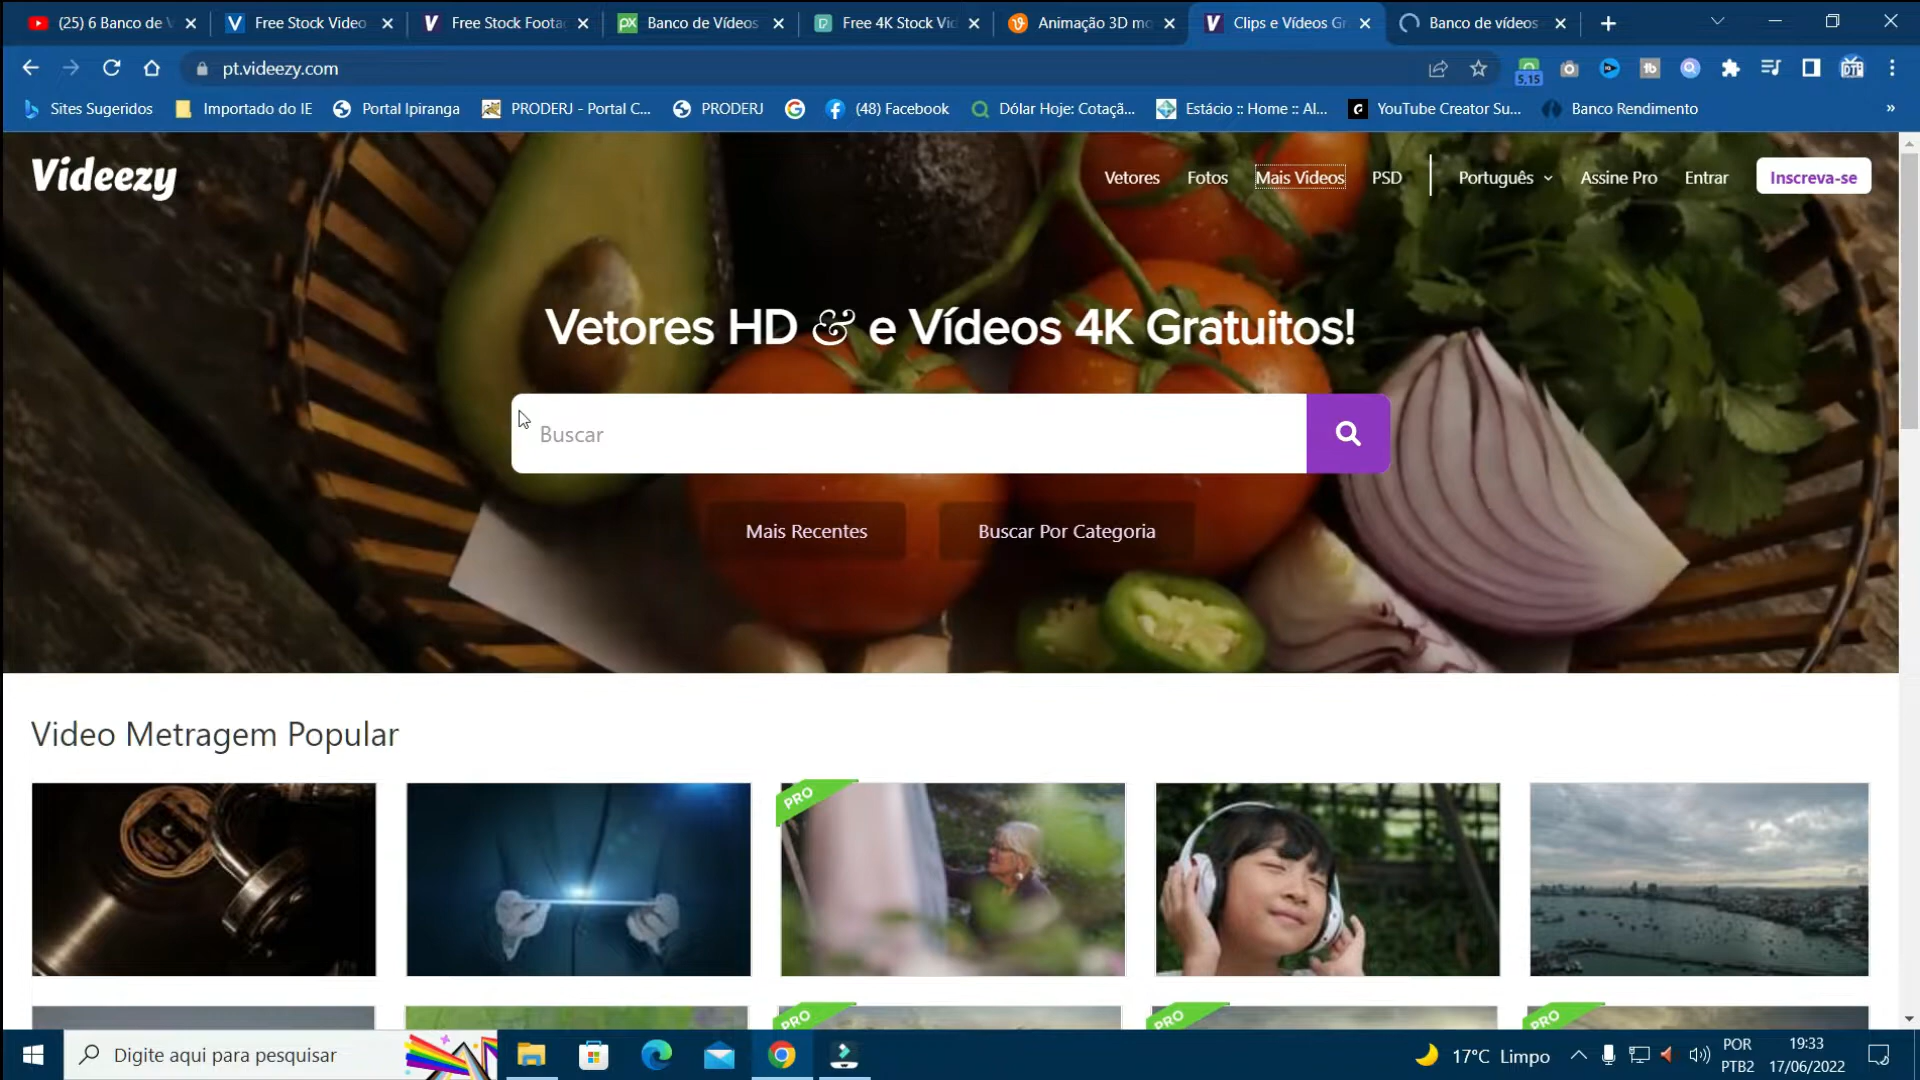 (25) 6 Banco de V
Free Stock Video
Free Stock Foota
Banco de Vídeos
Free 4K Stock Vid
Animação 3D mo
Clips e Vídeos Gr
Banco de vídeos
pt.videezy.com
5,15
Sites Sugeridos
Importado do IE
Portal Ipiranga
PRODERJ - Portal C...
PRODERJ
(48) Facebook
Dólar Hoje: Cotaçã...
Estácio :: Home :: Al...
YouTube Creator Su...
Banco Rendimento
»
Videezy
Vetores
Fotos
Mais Videos
PSD
Português
Assine Pro
Entrar
Inscreva-se
Vetores HD & e Vídeos 4K Gratuitos!
Buscar
Mais Recentes
Buscar Por Categoria
Video Metragem Popular
PRO
PRO
PRO
PRO
Digite aqui para pesquisar
17°C Limpo
POR
PTB2
19:33
17/06/2022